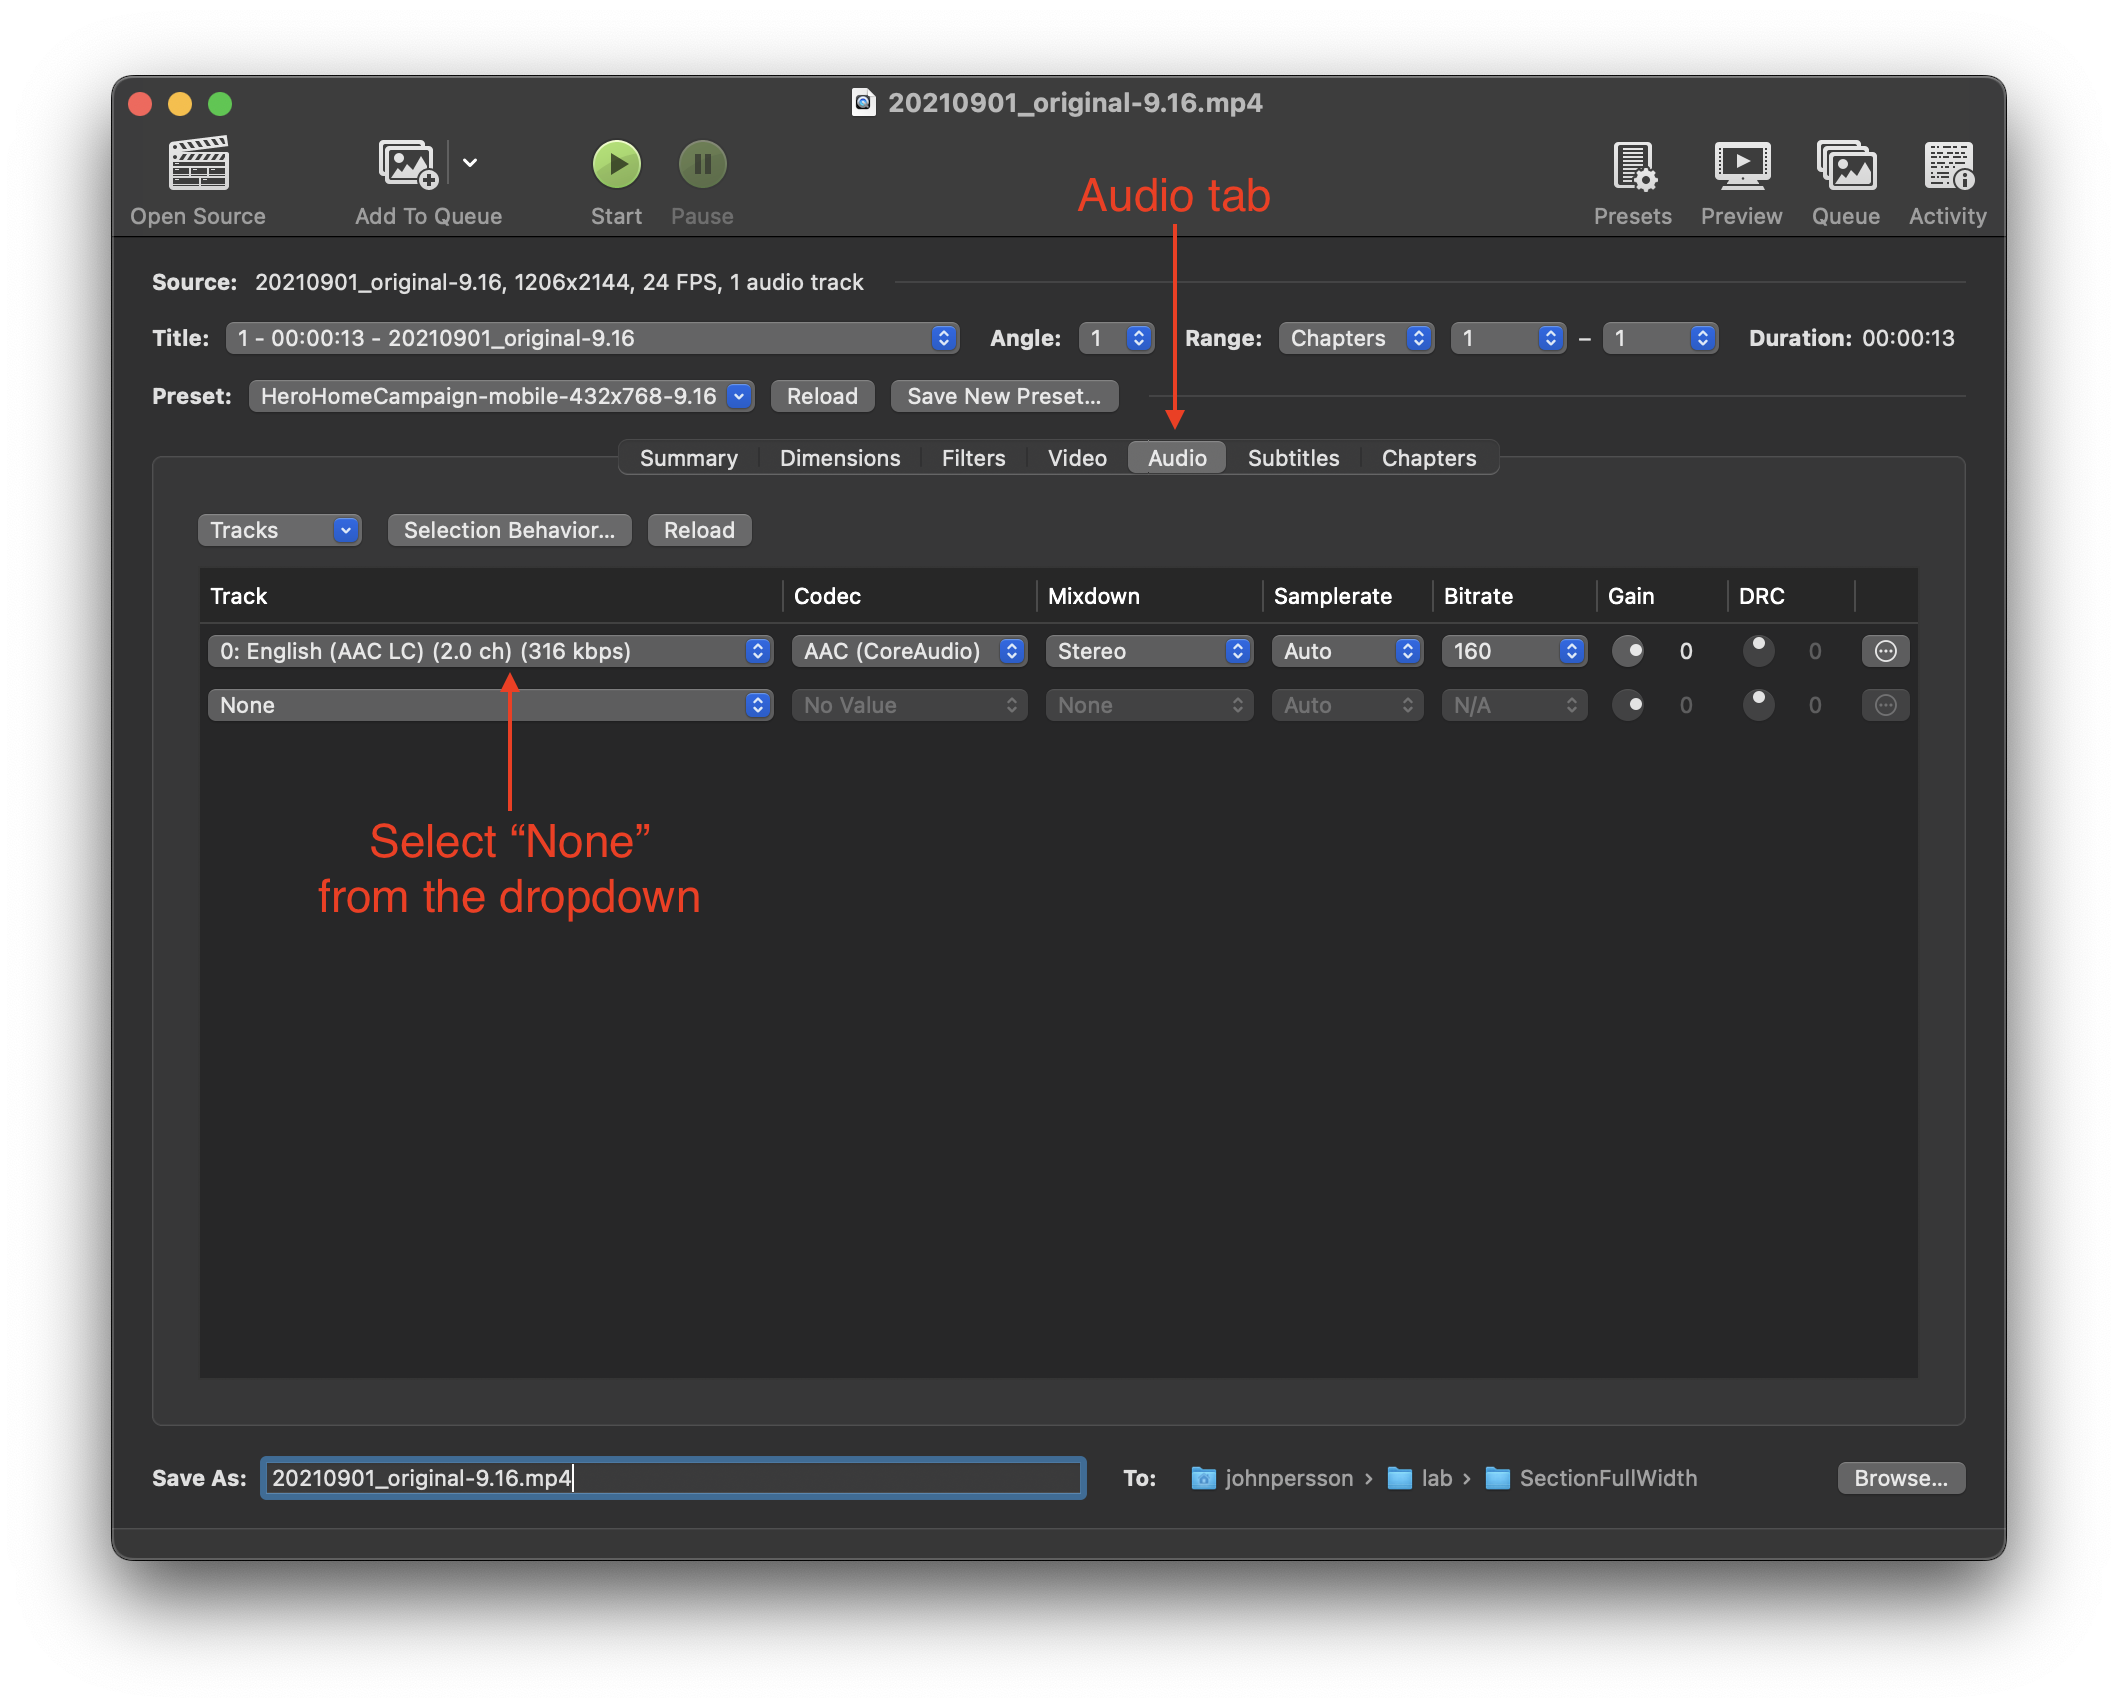 20210901_original-9.16.mp4
Open Source
Add To Queue
Start
Pause
Audio tab
Presets
Preview
Queue
Activity
Source: 20210901_original-9.16, 1206x2144, 24 FPS, 1 audio track
Title: 1 - 00:00:13 - 20210901_original-9.16 Angle: 1 Range: Chapters 1 – 1 Duration: 00:00:13
Preset: HeroHomeCampaign-mobile-432x768-9.16 Reload Save New Preset...
Summary Dimensions Filters Video Audio Subtitles Chapters
Tracks Selection Behavior... Reload
Track Codec Mixdown Samplerate Bitrate Gain DRC
0: English (AAC LC) (2.0 ch) (316 kbps) AAC (CoreAudio) Stereo Auto 160 0 0
None No Value None Auto N/A 0 0
Select “None”
from the dropdown
Save As: 20210901_original-9.16.mp4 To: johnpersson › lab › SectionFullWidth Browse...